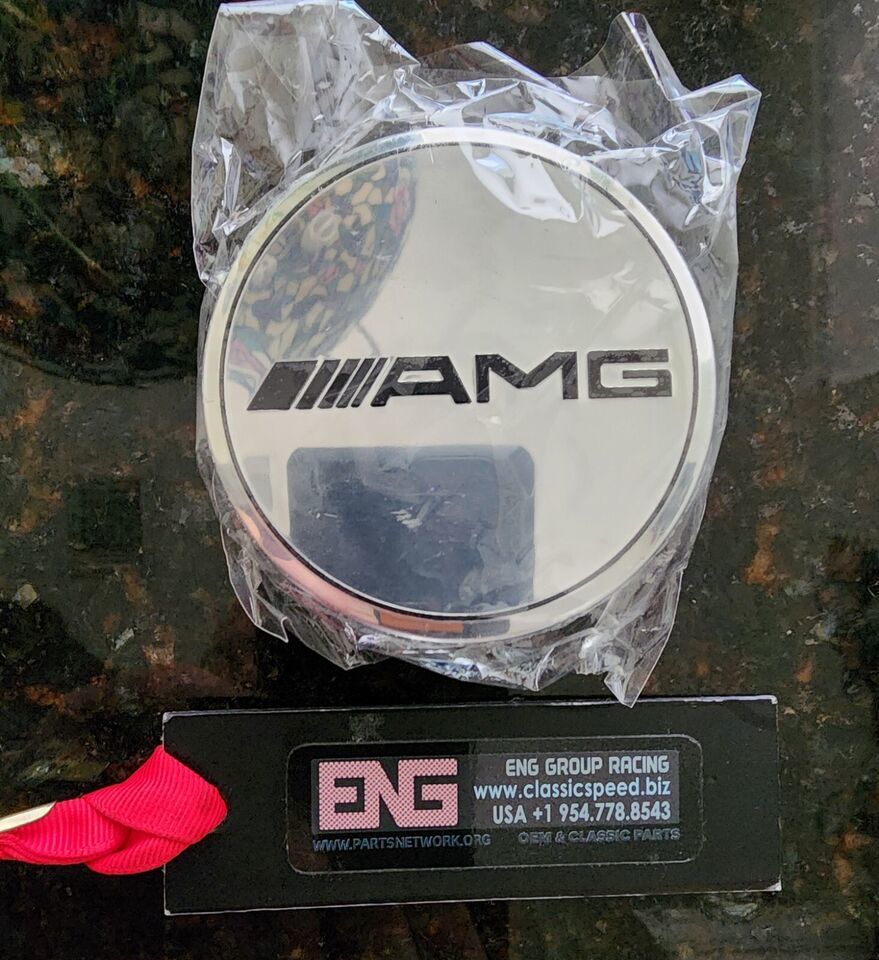 AMG
ENG
ENG GROUP RACING
www.classicspeed.biz
USA +1 954.778.8543
WWW.PARTSNETWORK.ORG
OEM & CLASSIC PARTS